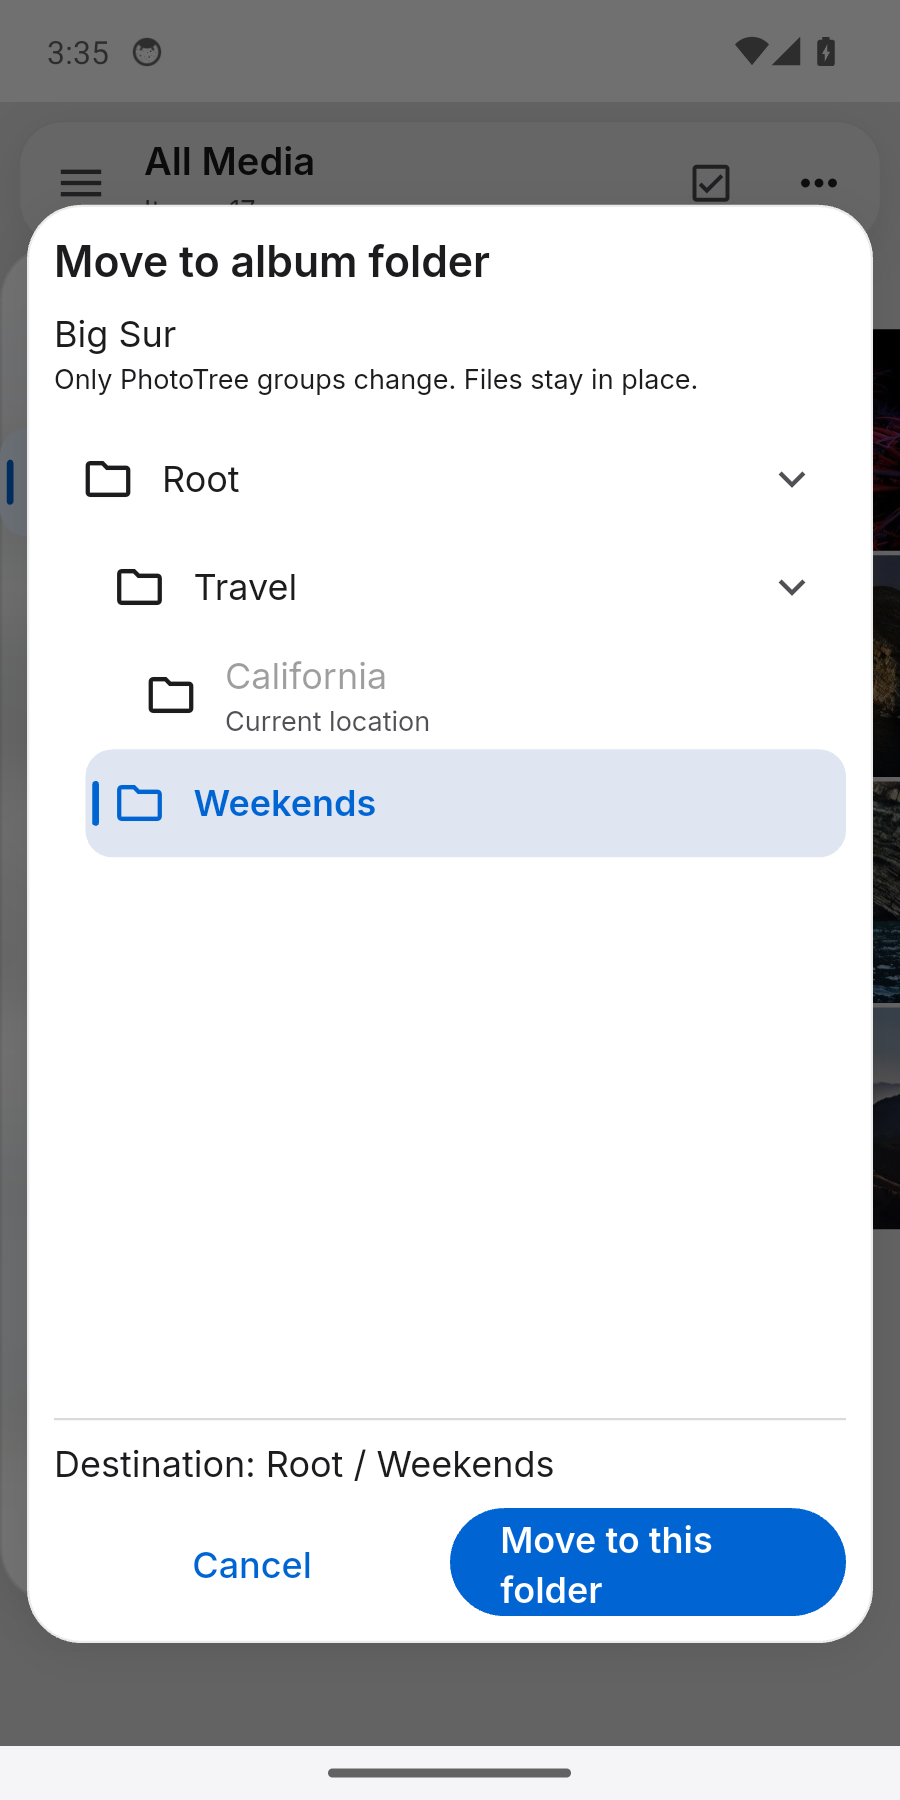 3:35
All Media
Move to album folder
Big Sur
Only PhotoTree groups change. Files stay in place.
Root
Travel
California
Current location
Weekends
Destination: Root / Weekends
Cancel
Move to this
folder